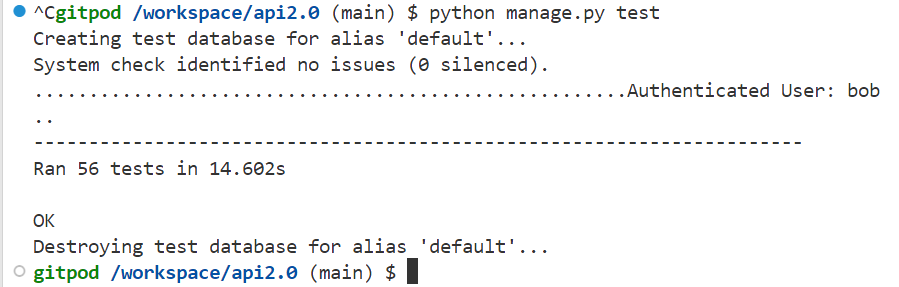 ^Cgitpod /workspace/api2.0 (main) $ python manage.py test
Creating test database for alias 'default'...
System check identified no issues (0 silenced).
......................................................Authenticated User: bob
..
----------------------------------------------------------------------
Ran 56 tests in 14.602s
OK
Destroying test database for alias 'default'...
gitpod /workspace/api2.0 (main) $